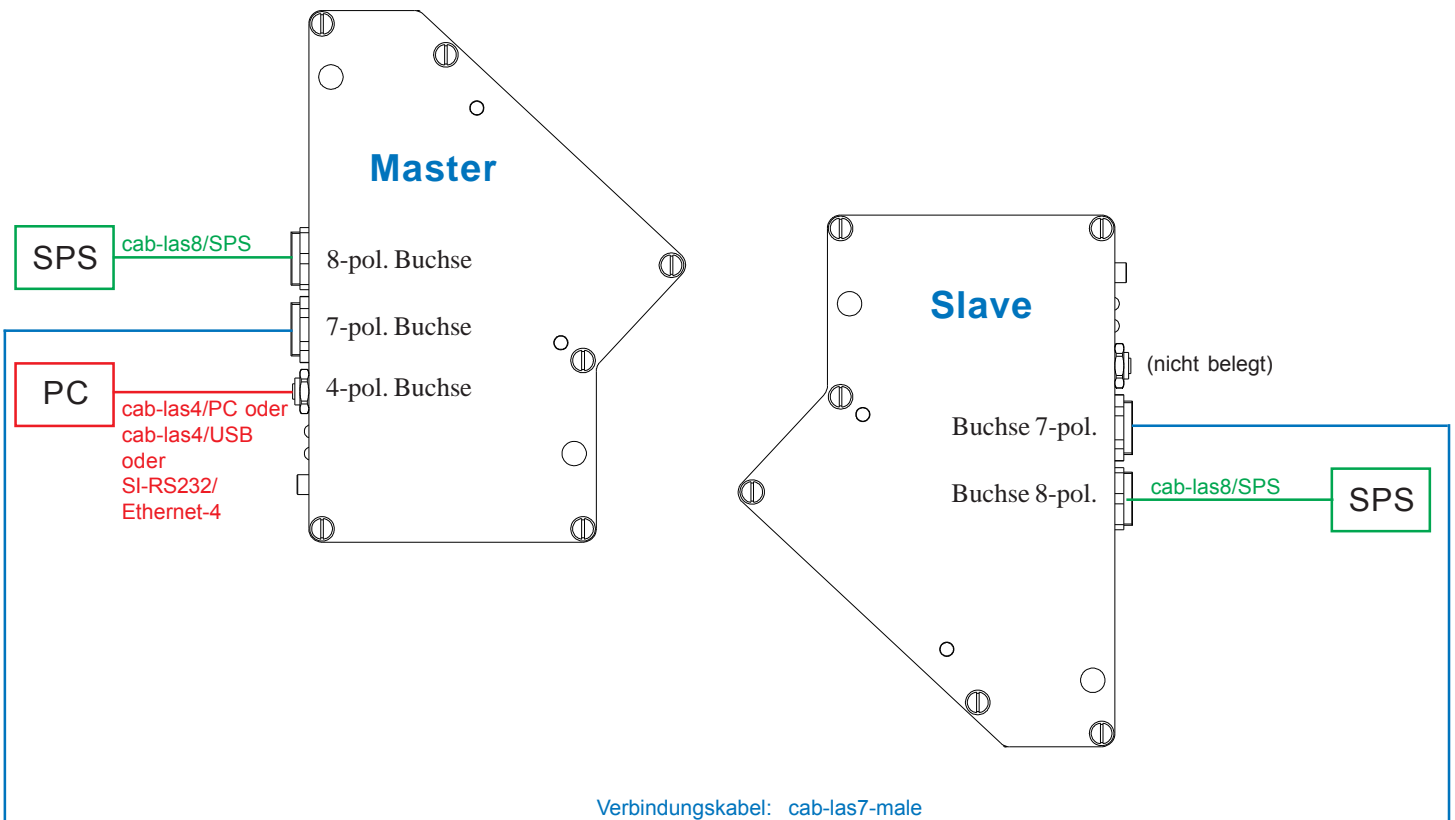 Master
SPS
cab-las8/SPS
8-pol. Buchse
7-pol. Buchse
PC
4-pol. Buchse
cab-las4/PC oder
cab-las4/USB
oder
SI-RS232/
Ethernet-4
Slave
(nicht belegt)
Buchse 7-pol.
Buchse 8-pol.
cab-las8/SPS
SPS
Verbindungskabel: cab-las7-male